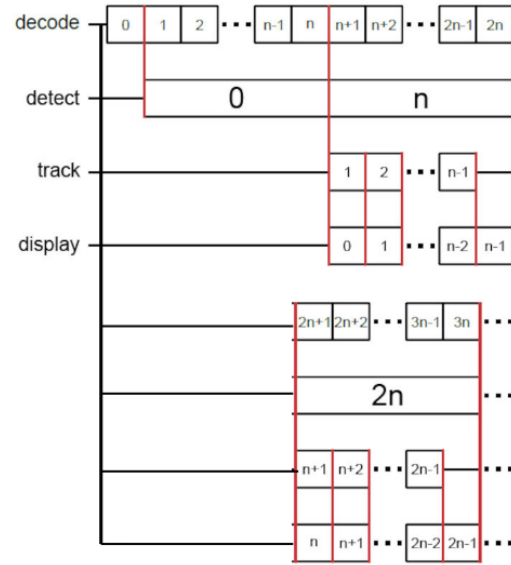 decode 0 1 2 ... n-1 n n+1 n+2 ... 2n-1 2n
detect 0 n
track 1 2 ... n-1
display 0 1 ... n-2 n-1
2n+1 2n+2 ... 3n-1 3n ...
2n ...
n+1 n+2 ... 2n-1 ...
n n+1 ... 2n-2 2n-1 ...